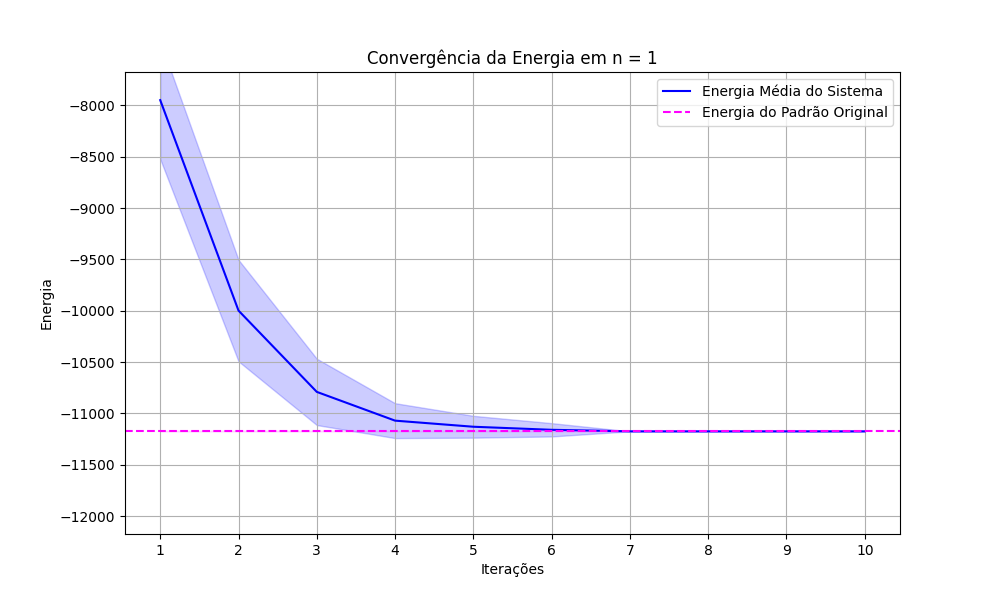 Convergência da Energia em n = 1
Energia Média do Sistema
Energia do Padrão Original
Energia
−8000
−8500
−9000
−9500
−10000
−10500
−11000
−11500
−12000
1 2 3 4 5 6 7 8 9 10
Iterações